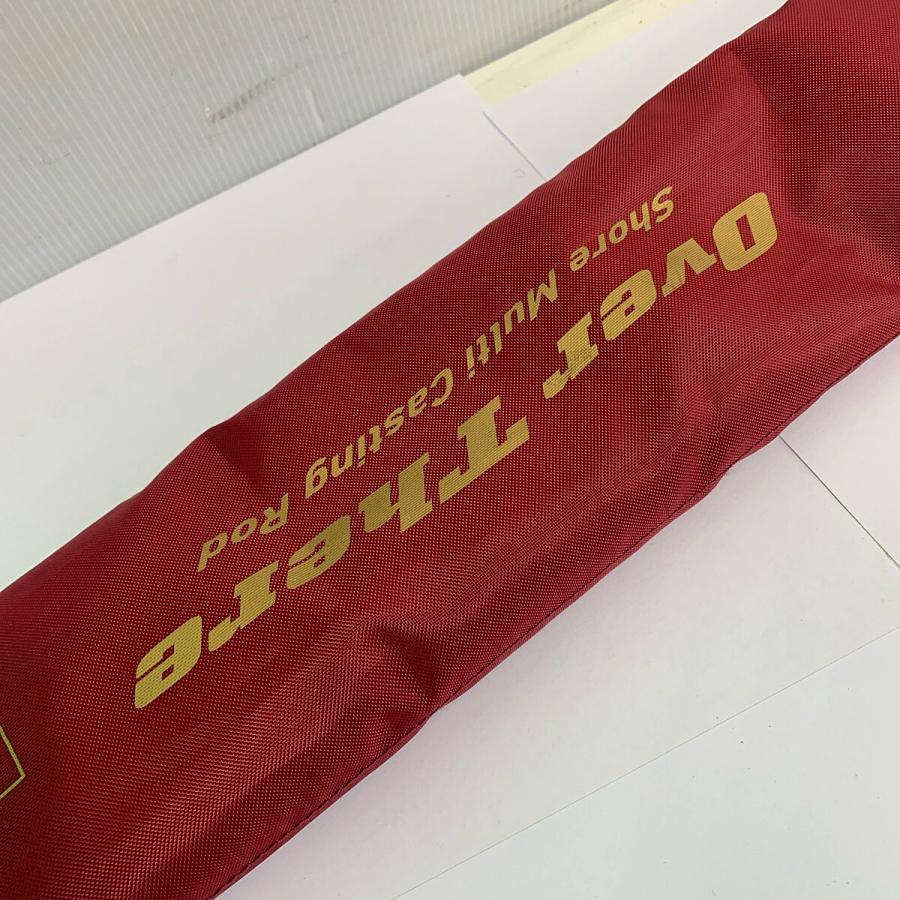 Over There
Shore Multi Casting Rod